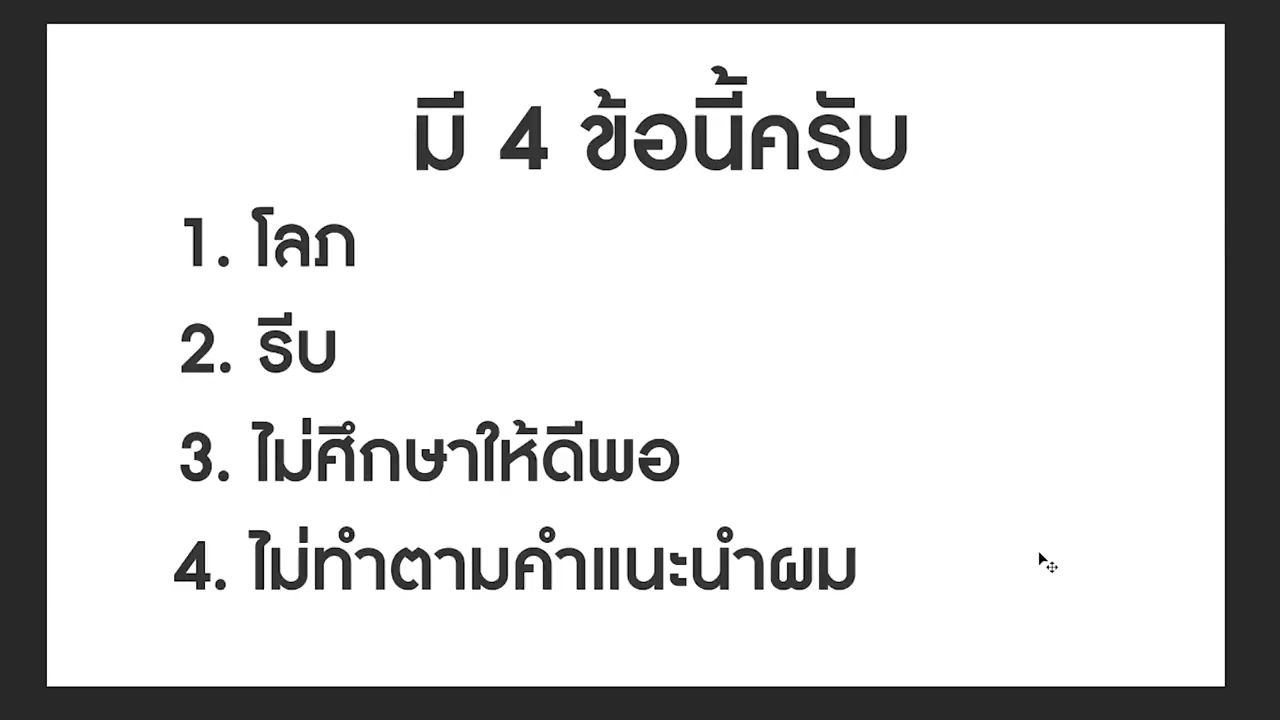 มี 4 ข้อนี้ครับ
1. โลภ
2. รีบ
3. ไม่ศึกษาให้ดีพอ
4. ไม่ทำตามคำแนะนำผม